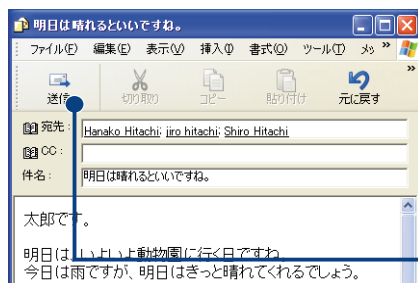 明日は晴れるといいですね。
ファイル(F) 編集(E) 表示(V) 挿入(I) 書式(O) ツール(T) メッ »
送信 切り取り コピー 貼り付け 元に戻す »
宛先: Hanako Hitachi; jiro hitachi; Shiro Hitachi
CC:
件名: 明日は晴れるといいですね。
太郎です。
明日は、いよいよ動物園に行く日ですね。
今日は雨ですが、明日はきっと晴れてくれるでしょう。